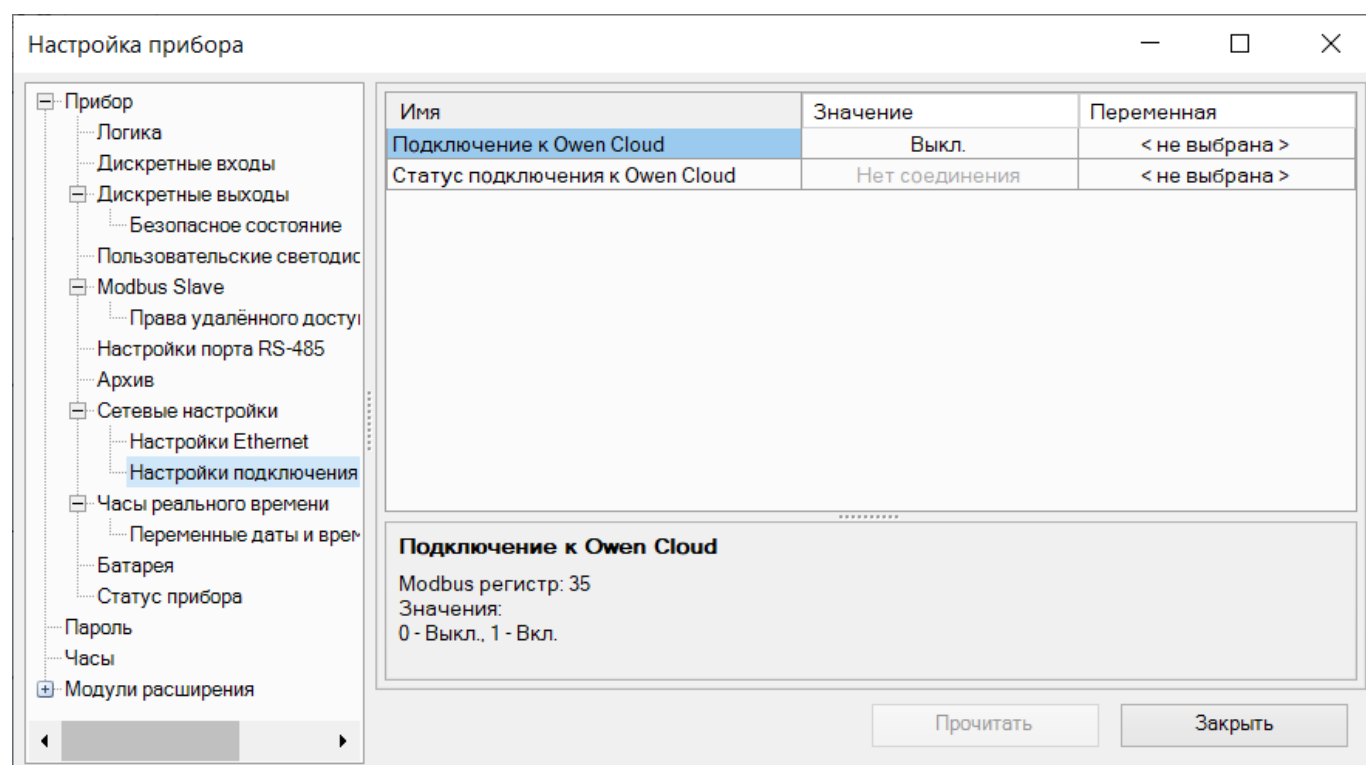 Настройка прибора
Прибор
Логика
Дискретные входы
Дискретные выходы
Безопасное состояние
Пользовательские светодис
Modbus Slave
Права удалённого досту
Настройки порта RS-485
Архив
Сетевые настройки
Настройки Ethernet
Настройки подключения
Часы реального времени
Переменные даты и врем
Батарея
Статус прибора
Пароль
Часы
Модули расширения
Имя Значение Переменная
Подключение к Owen Cloud Выкл. < не выбрана >
Статус подключения к Owen Cloud Нет соединения < не выбрана >
Подключение к Owen Cloud
Modbus регистр: 35
Значения:
0 - Выкл., 1 - Вкл.
Прочитать Закрыть